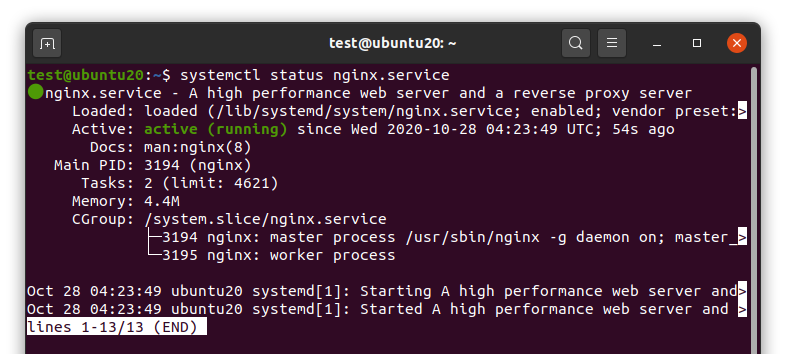 test@ubuntu20: ~
test@ubuntu20:~$ systemctl status nginx.service
●nginx.service - A high performance web server and a reverse proxy server
Loaded: loaded (/lib/systemd/system/nginx.service; enabled; vendor preset:>
Active: active (running) since Wed 2020-10-28 04:23:49 UTC; 54s ago
Docs: man:nginx(8)
Main PID: 3194 (nginx)
Tasks: 2 (limit: 4621)
Memory: 4.4M
CGroup: /system.slice/nginx.service
├─3194 nginx: master process /usr/sbin/nginx -g daemon on; master_>
└─3195 nginx: worker process
Oct 28 04:23:49 ubuntu20 systemd[1]: Starting A high performance web server and>
Oct 28 04:23:49 ubuntu20 systemd[1]: Started A high performance web server and >
lines 1-13/13 (END)